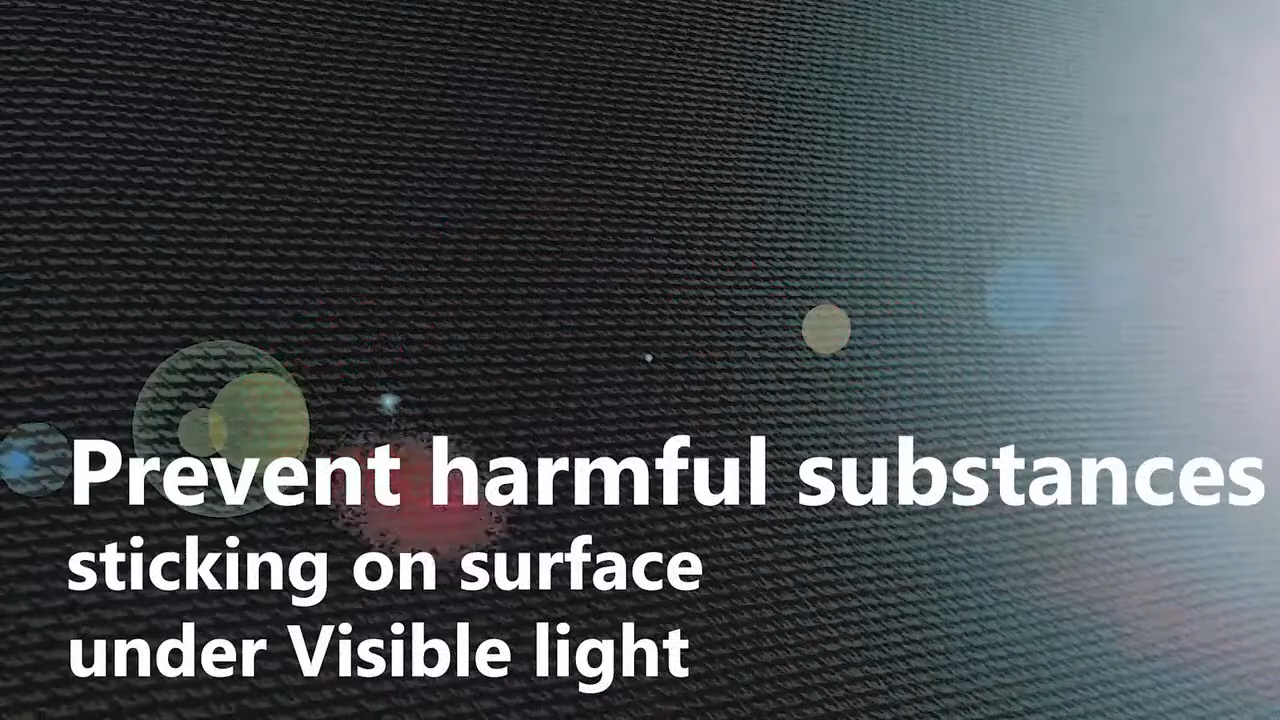 Prevent harmful substances
sticking on surface
under Visible light